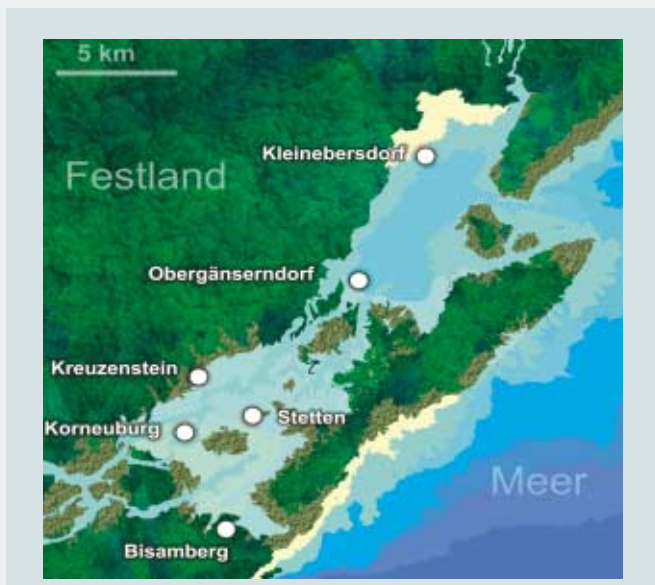 5 km
Kleinebersdorf
Festland
Obergänserndorf
Kreuzenstein
Stetten
Korneuburg
Meer
Bisamberg